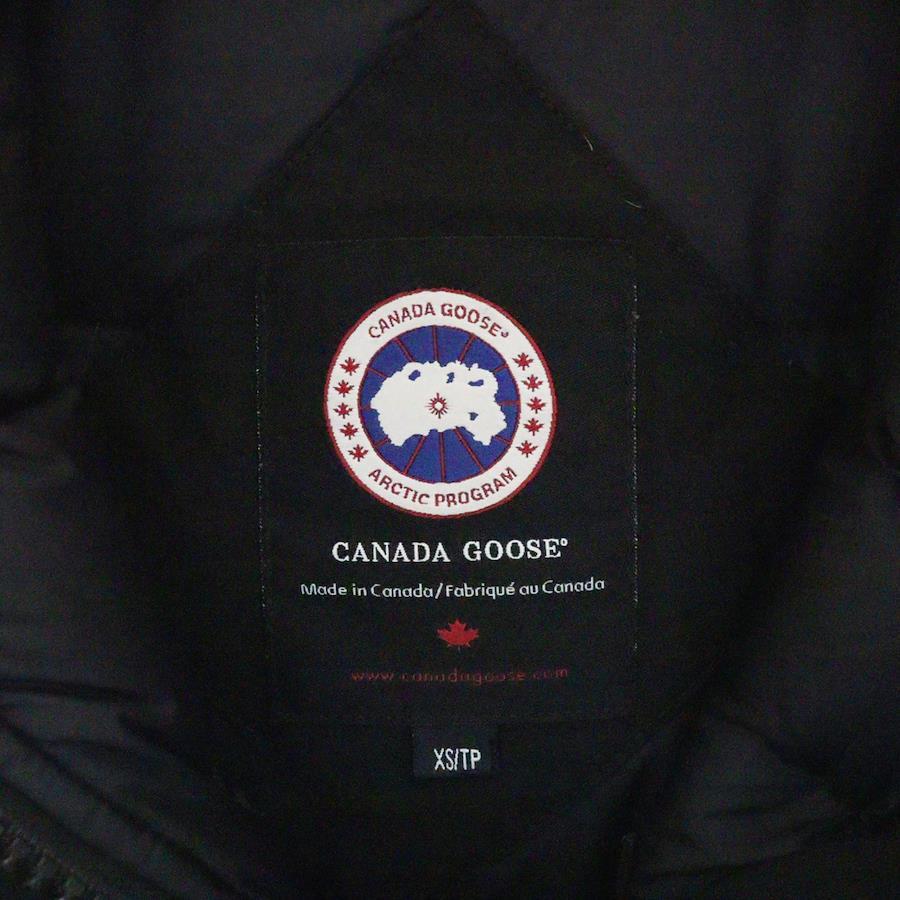 CANADA GOOSE®
ARCTIC PROGRAM
CANADA GOOSE®
Made in Canada/Fabriqué au Canada
www.canadagoose.com
XS/TP